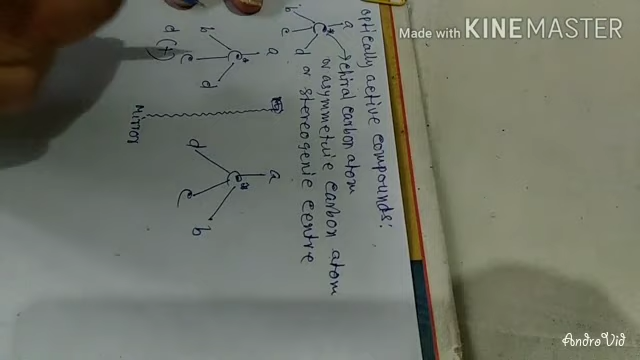 optically active compounds:
a
b C* → chiral carbon atom
c d or asymmetric carbon atom
or stereogenic centre
a
b C*
c d
d (+)
Mirror
a
d C*
c b
Made with KINEMASTER
AndroVid